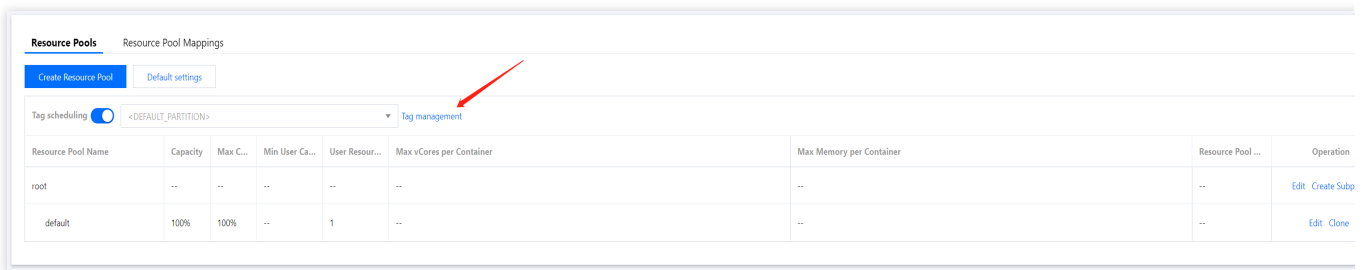 Resource Pools Resource Pool Mappings
Create Resource Pool Default settings
Tag scheduling <DEFAULT_PARTITION> Tag management
Resource Pool Name Capacity Max C... Min User Ca... User Resour... Max vCores per Container Max Memory per Container Resource Pool ... Operation
root -- -- -- -- -- -- -- Edit Create Subp
default 100% 100% -- 1 -- -- -- Edit Clone